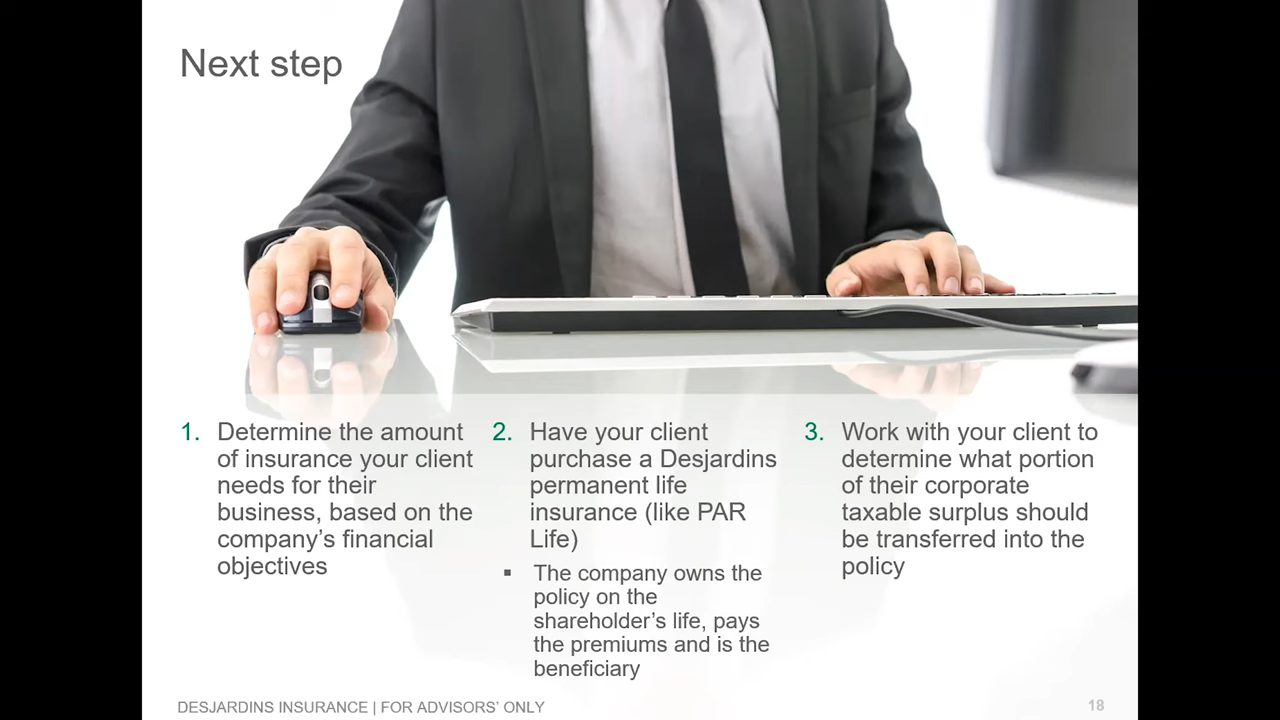 Next step
1. Determine the amount
of insurance your client
needs for their
business, based on the
company's financial
objectives
2. Have your client
purchase a Desjardins
permanent life
insurance (like PAR
Life)
▪ The company owns the
policy on the
shareholder's life, pays
the premiums and is the
beneficiary
3. Work with your client to
determine what portion
of their corporate
taxable surplus should
be transferred into the
policy
DESJARDINS INSURANCE | FOR ADVISORS' ONLY
18